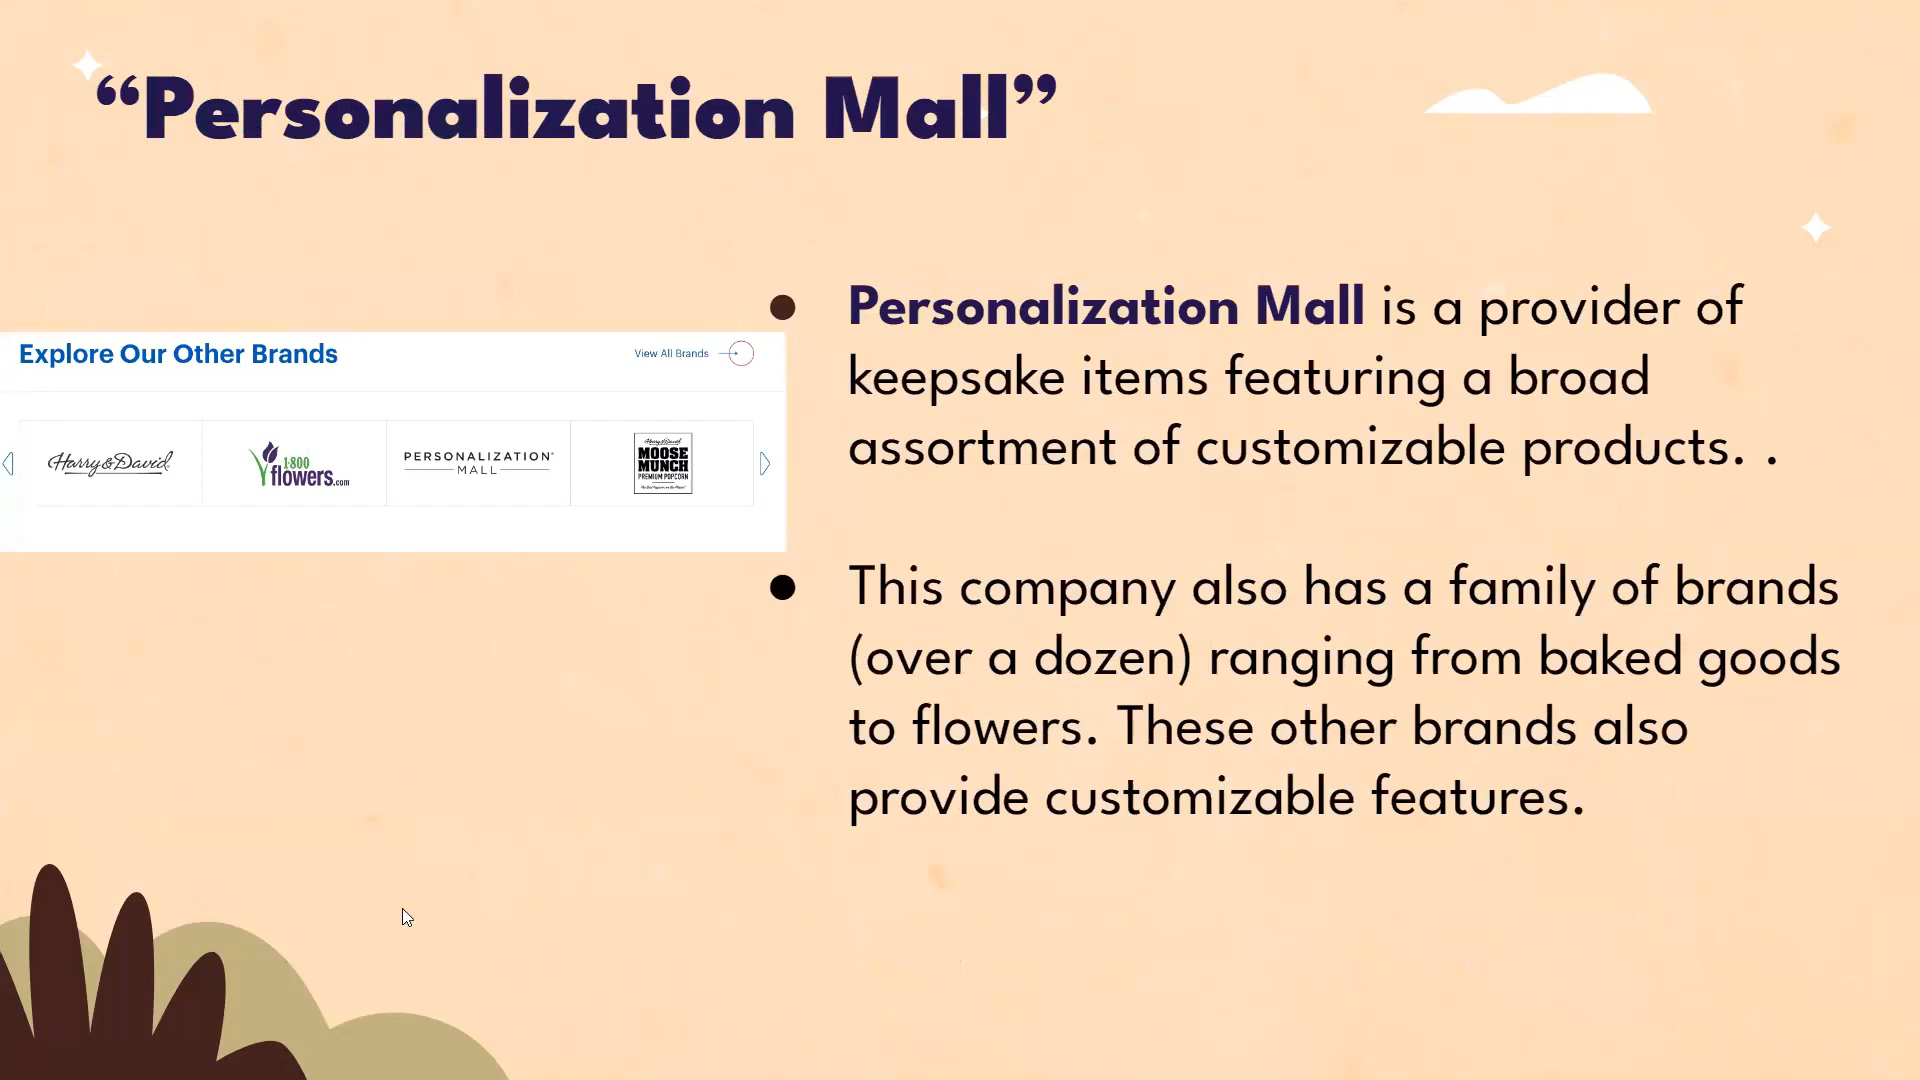 “Personalization Mall”
Explore Our Other Brands
View All Brands
Harry & David
1·800
flowers.com
PERSONALIZATION
MALL
Harry & David
MOOSE
MUNCH
PREMIUM POPCORN
• Personalization Mall is a provider of
keepsake items featuring a broad
assortment of customizable products. .
• This company also has a family of brands
(over a dozen) ranging from baked goods
to flowers. These other brands also
provide customizable features.